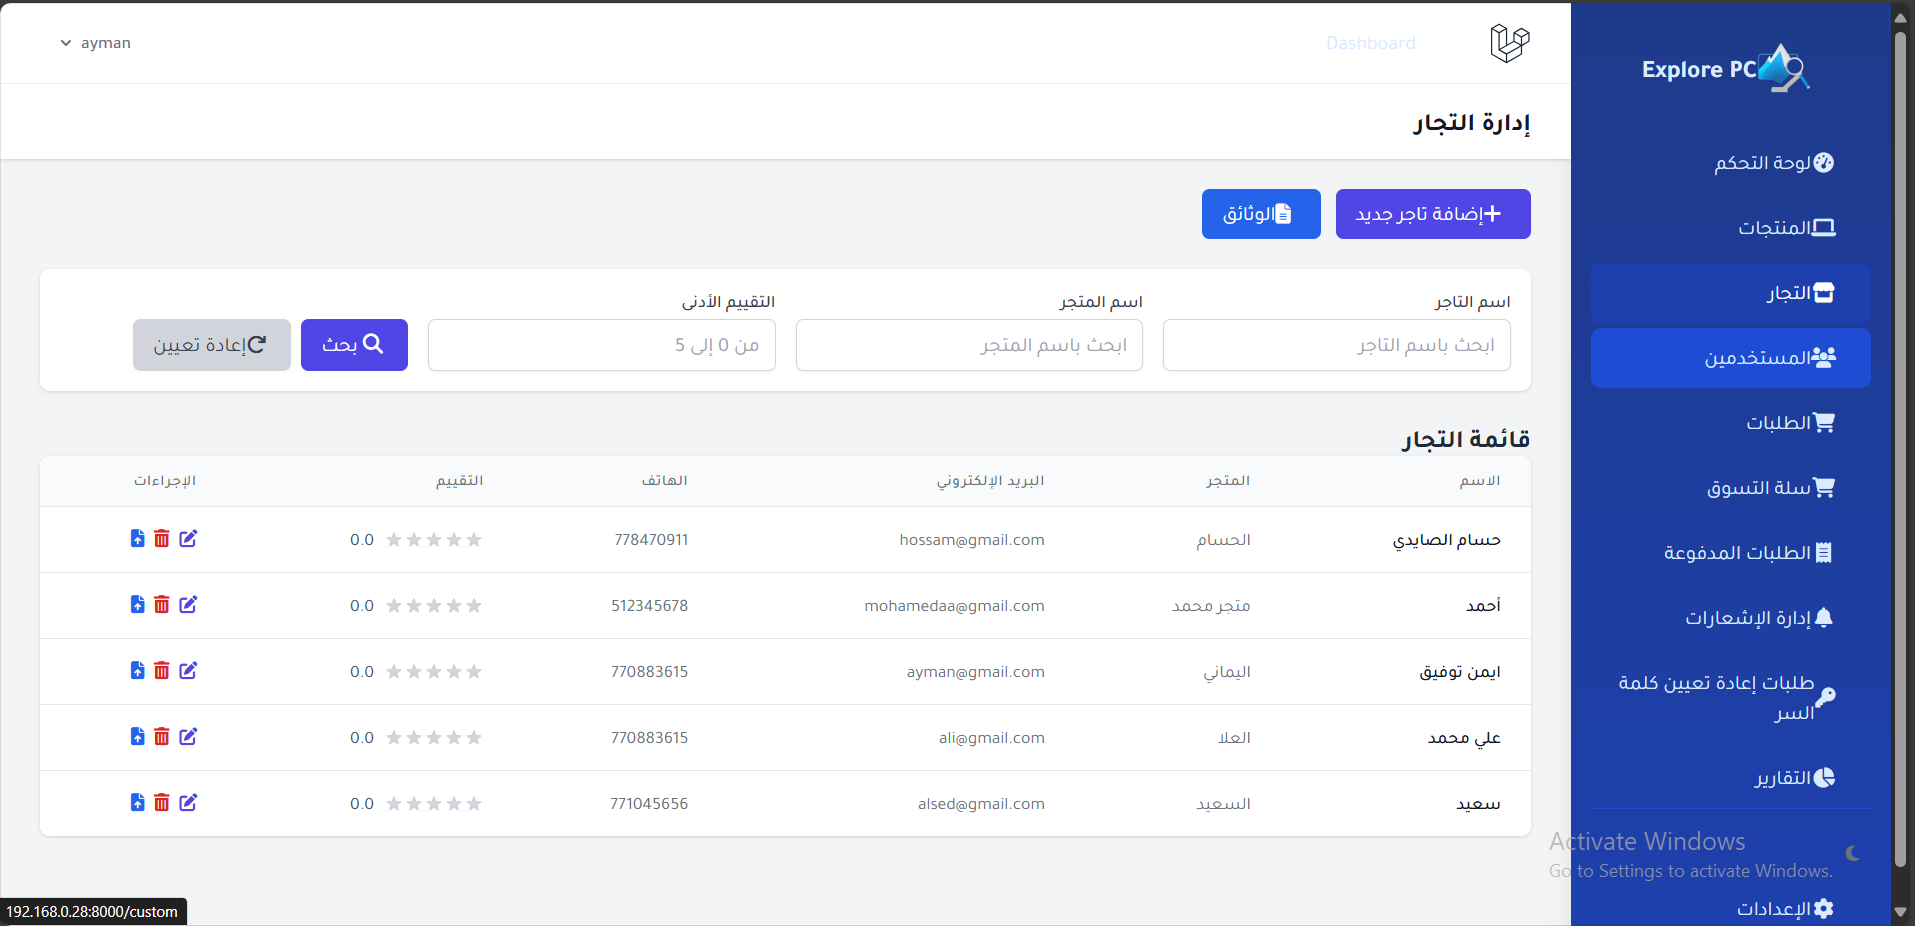 Explore PC
لوحة التحكم
المنتجات
التجار
المستخدمين
الطلبات
سلة التسوق
الطلبات المدفوعة
إدارة الإشعارات
طلبات إعادة تعيين كلمة
السر
التقارير
الإعدادات
Dashboard
ayman
إدارة التجار
إضافة تاجر جديد
الوثائق
اسم التاجر
اسم المتجر
التقييم الأدنى
ابحث باسم التاجر
ابحث باسم المتجر
من 0 إلى 5
بحث
إعادة تعيين
قائمة التجار
الاسم المتجر البريد الإلكتروني الهاتف التقييم الإجراءات
حسام الصايدي الحسام hossam@gmail.com 778470911 0.0
أحمد متجر محمد mohamedaa@gmail.com 512345678 0.0
ايمن توفيق اليماني ayman@gmail.com 770883615 0.0
علي محمد العلا ali@gmail.com 770883615 0.0
سعيد السعيد alsed@gmail.com 771045656 0.0
Activate Windows
Go to Settings to activate Windows.
192.168.0.28:8000/custom